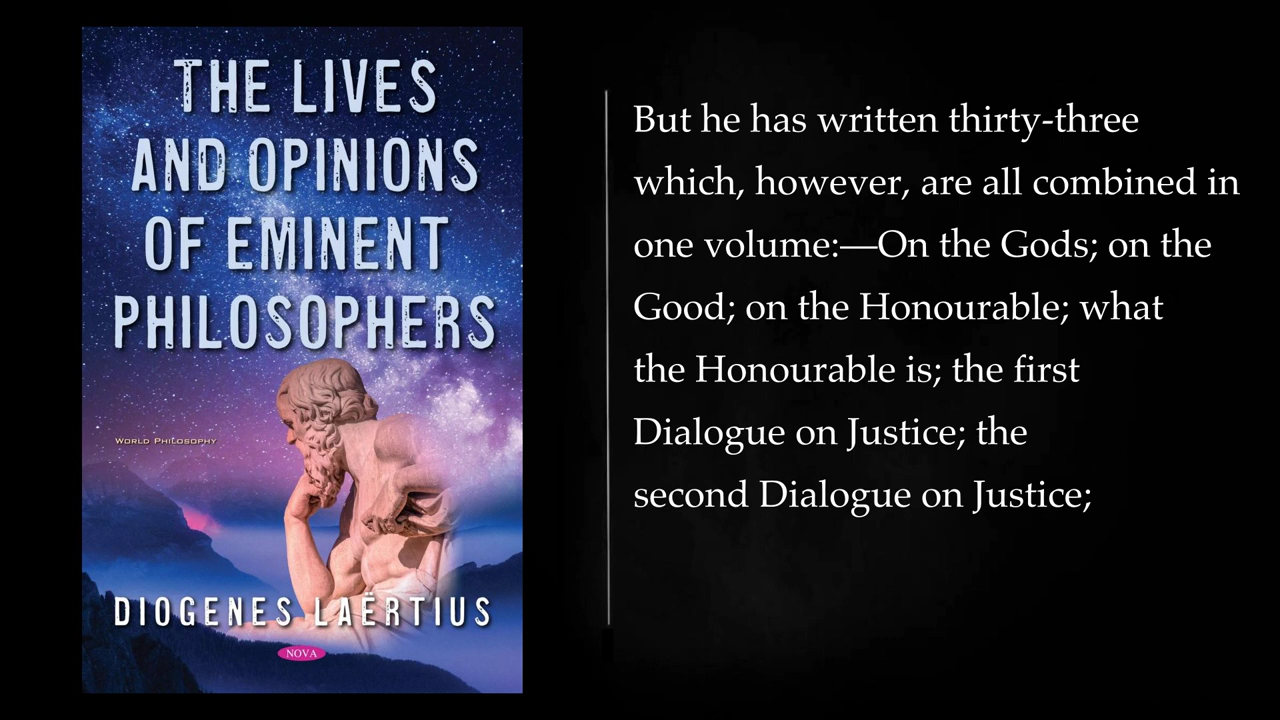 THE LIVES
AND OPINIONS
OF EMINENT
PHILOSOPHERS
WORLD PHILOSOPHY
DIOGENES LAËRTIUS
NOVA
But he has written thirty-three
which, however, are all combined in
one volume:—On the Gods; on the
Good; on the Honourable; what
the Honourable is; the first
Dialogue on Justice; the
second Dialogue on Justice;